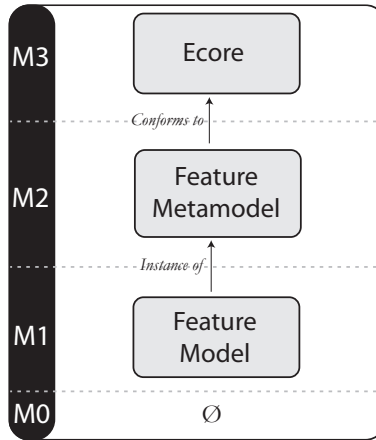 M3
Ecore
Conforms to
M2
Feature
Metamodel
Instance of
M1
Feature
Model
M0
Ø